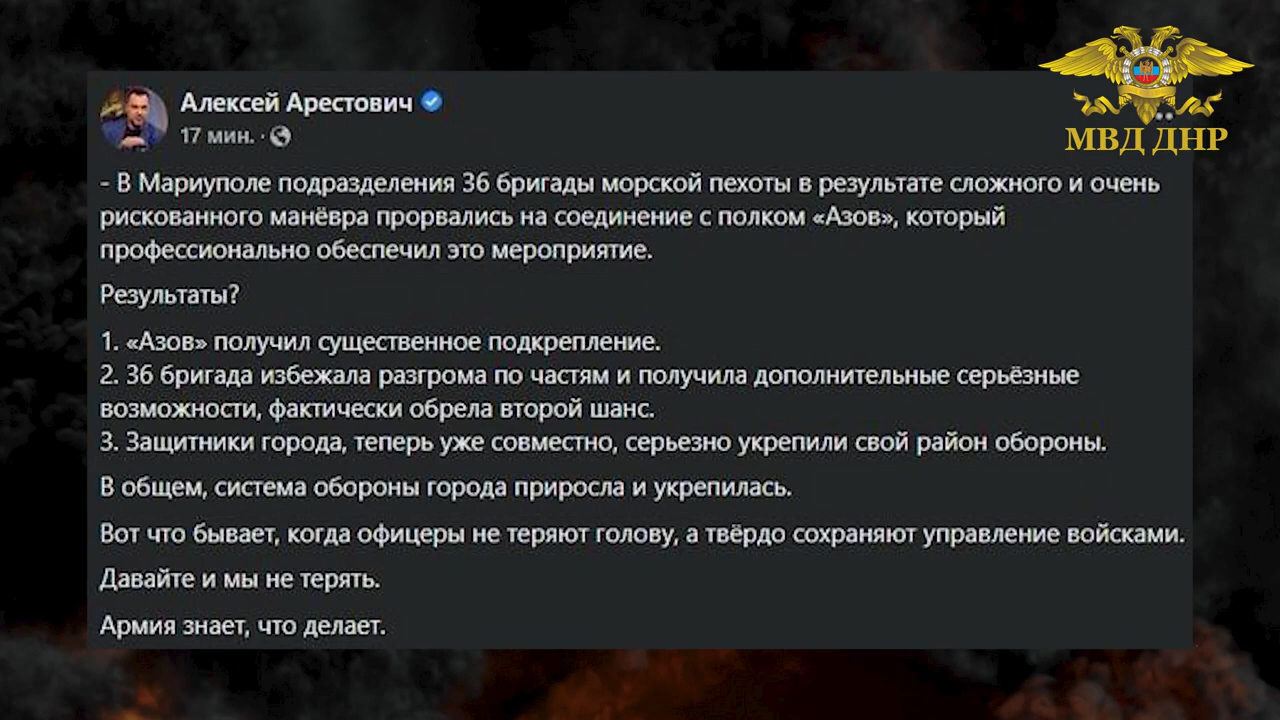 Алексей Арестович
17 мин. ·
МВД ДНР
- В Мариуполе подразделения 36 бригады морской пехоты в результате сложного и очень
рискованного манёвра прорвались на соединение с полком «Азов», который
профессионально обеспечил это мероприятие.
Результаты?
1. «Азов» получил существенное подкрепление.
2. 36 бригада избежала разгрома по частям и получила дополнительные серьёзные
возможности, фактически обрела второй шанс.
3. Защитники города, теперь уже совместно, серьезно укрепили свой район обороны.
В общем, система обороны города приросла и укрепилась.
Вот что бывает, когда офицеры не теряют голову, а твёрдо сохраняют управление войсками.
Давайте и мы не терять.
Армия знает, что делает.